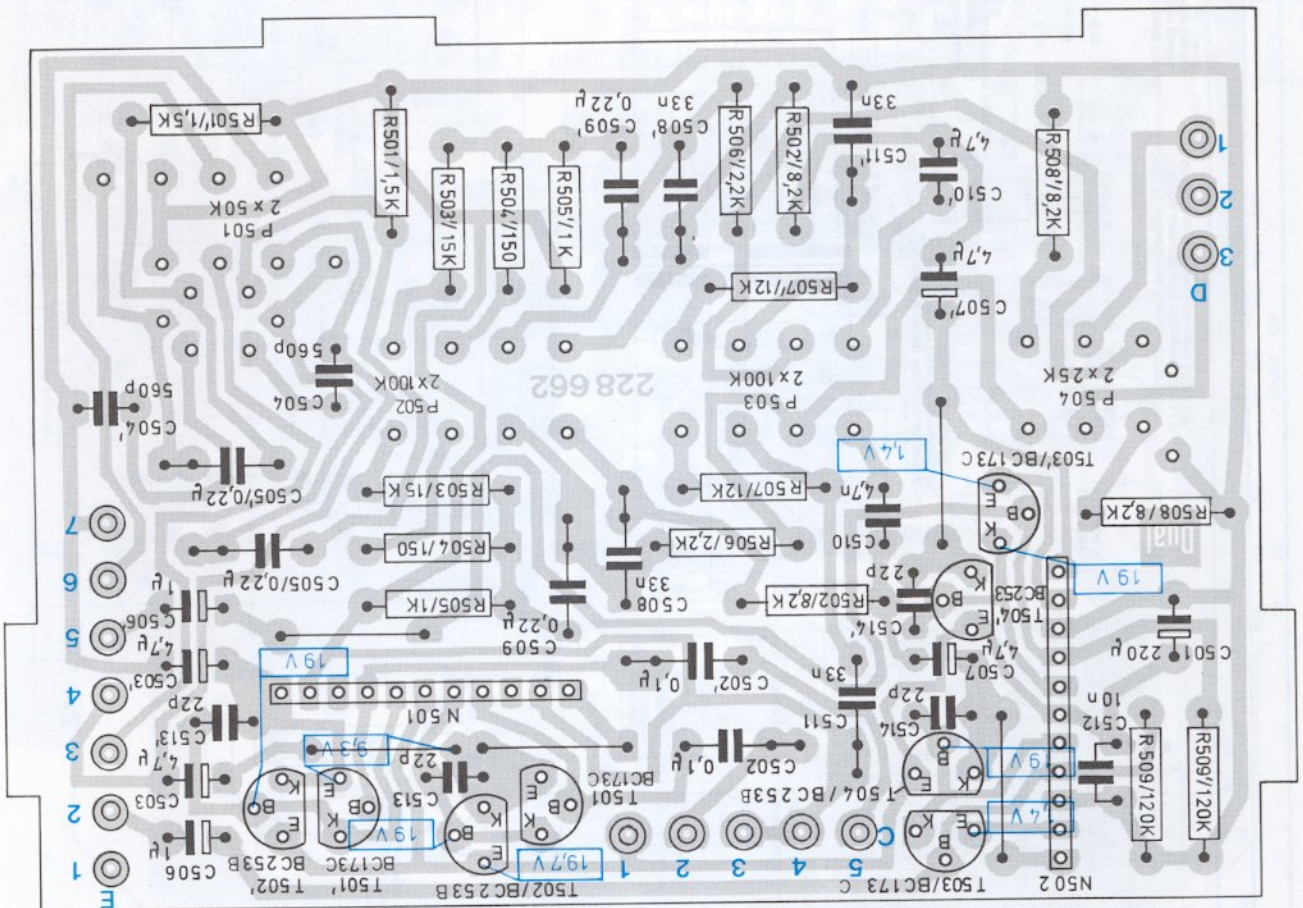 R501'/1,5K
2 x 50K
P501
R501/1,5K
R503'/15K
R504'/150
R505'/1K
0,22µ
C509'
33n
C508'
R506'/2,2K
R502'/8,2K
33n
C511'
4,7µ
C510'
R508'/8,2K
1
2
3
D
4,7µ
C507'
R507'/12K
560p
C504
560p
C504'
2 x 100K
P502
228 662
2 x 100K
P503
2 x 25K
P504
1,4V
T503'/BC173C
E
B
K
C505'/0,22µ
R503/15K
R507/12K
4,7n
C510
R508/8,2K
Dual
7
6
5
4
3
2
1
E
C505/0,22µ
R504/150
R506/2,2K
19V
1µ
C506'
R505/1K
0,22µ
C509
33n
C508
R502/8,2K
22p
C514'
K
B
E
BC253
T504'
220µ
C501
4,7µ
C503'
19V
N501
0,1µ
C502'
33n
C511
4,7µ
C507
22p
C514
10n
C512
R509/120K
R509'/120K
22p
C513'
9,3V
22p
C513
0,1µ
C502
B
E
K
T504/BC253B
19V
4,7µ
C503
K
B
E
E
B
K
BC173C
T501
E
B
K
1µ
C506
BC253B
T502'
BC173C
T501'
19V
K
B
E
T502/BC253B
19,7V
1
2
3
4
5
C
K
E
B
T503/BC173C
1,4V
N502